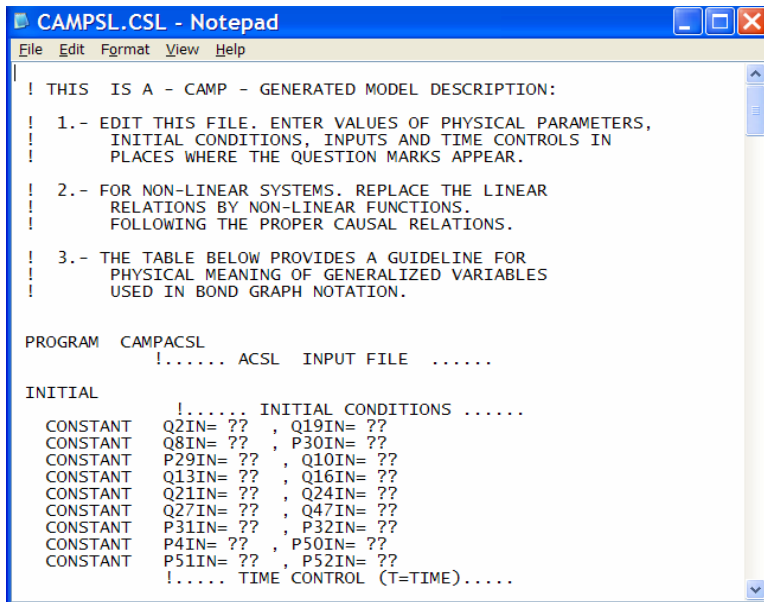 CAMPSL.CSL - Notepad
File Edit Format View Help
! THIS IS A - CAMP - GENERATED MODEL DESCRIPTION:
! 1.- EDIT THIS FILE. ENTER VALUES OF PHYSICAL PARAMETERS,
! INITIAL CONDITIONS, INPUTS AND TIME CONTROLS IN
! PLACES WHERE THE QUESTION MARKS APPEAR.
! 2.- FOR NON-LINEAR SYSTEMS. REPLACE THE LINEAR
! RELATIONS BY NON-LINEAR FUNCTIONS.
! FOLLOWING THE PROPER CAUSAL RELATIONS.
! 3.- THE TABLE BELOW PROVIDES A GUIDELINE FOR
! PHYSICAL MEANING OF GENERALIZED VARIABLES
! USED IN BOND GRAPH NOTATION.
PROGRAM CAMPACSL
!...... ACSL INPUT FILE ......
INITIAL
!...... INITIAL CONDITIONS ......
CONSTANT Q2IN= ?? , Q19IN= ??
CONSTANT Q8IN= ?? , P30IN= ??
CONSTANT P29IN= ?? , Q10IN= ??
CONSTANT Q13IN= ?? , Q16IN= ??
CONSTANT Q21IN= ?? , Q24IN= ??
CONSTANT Q27IN= ?? , Q47IN= ??
CONSTANT P31IN= ?? , P32IN= ??
CONSTANT P4IN= ?? , P50IN= ??
CONSTANT P51IN= ?? , P52IN= ??
!..... TIME CONTROL (T=TIME).....